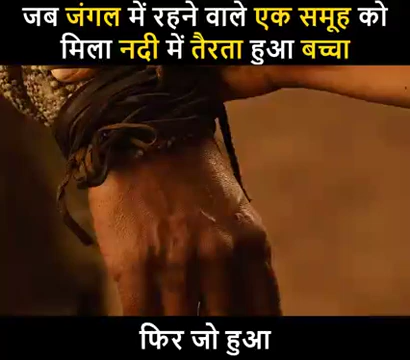 जब जंगल में रहने वाले एक समूह को
मिला नदी में तैरता हुआ बच्चा
फिर जो हुआ